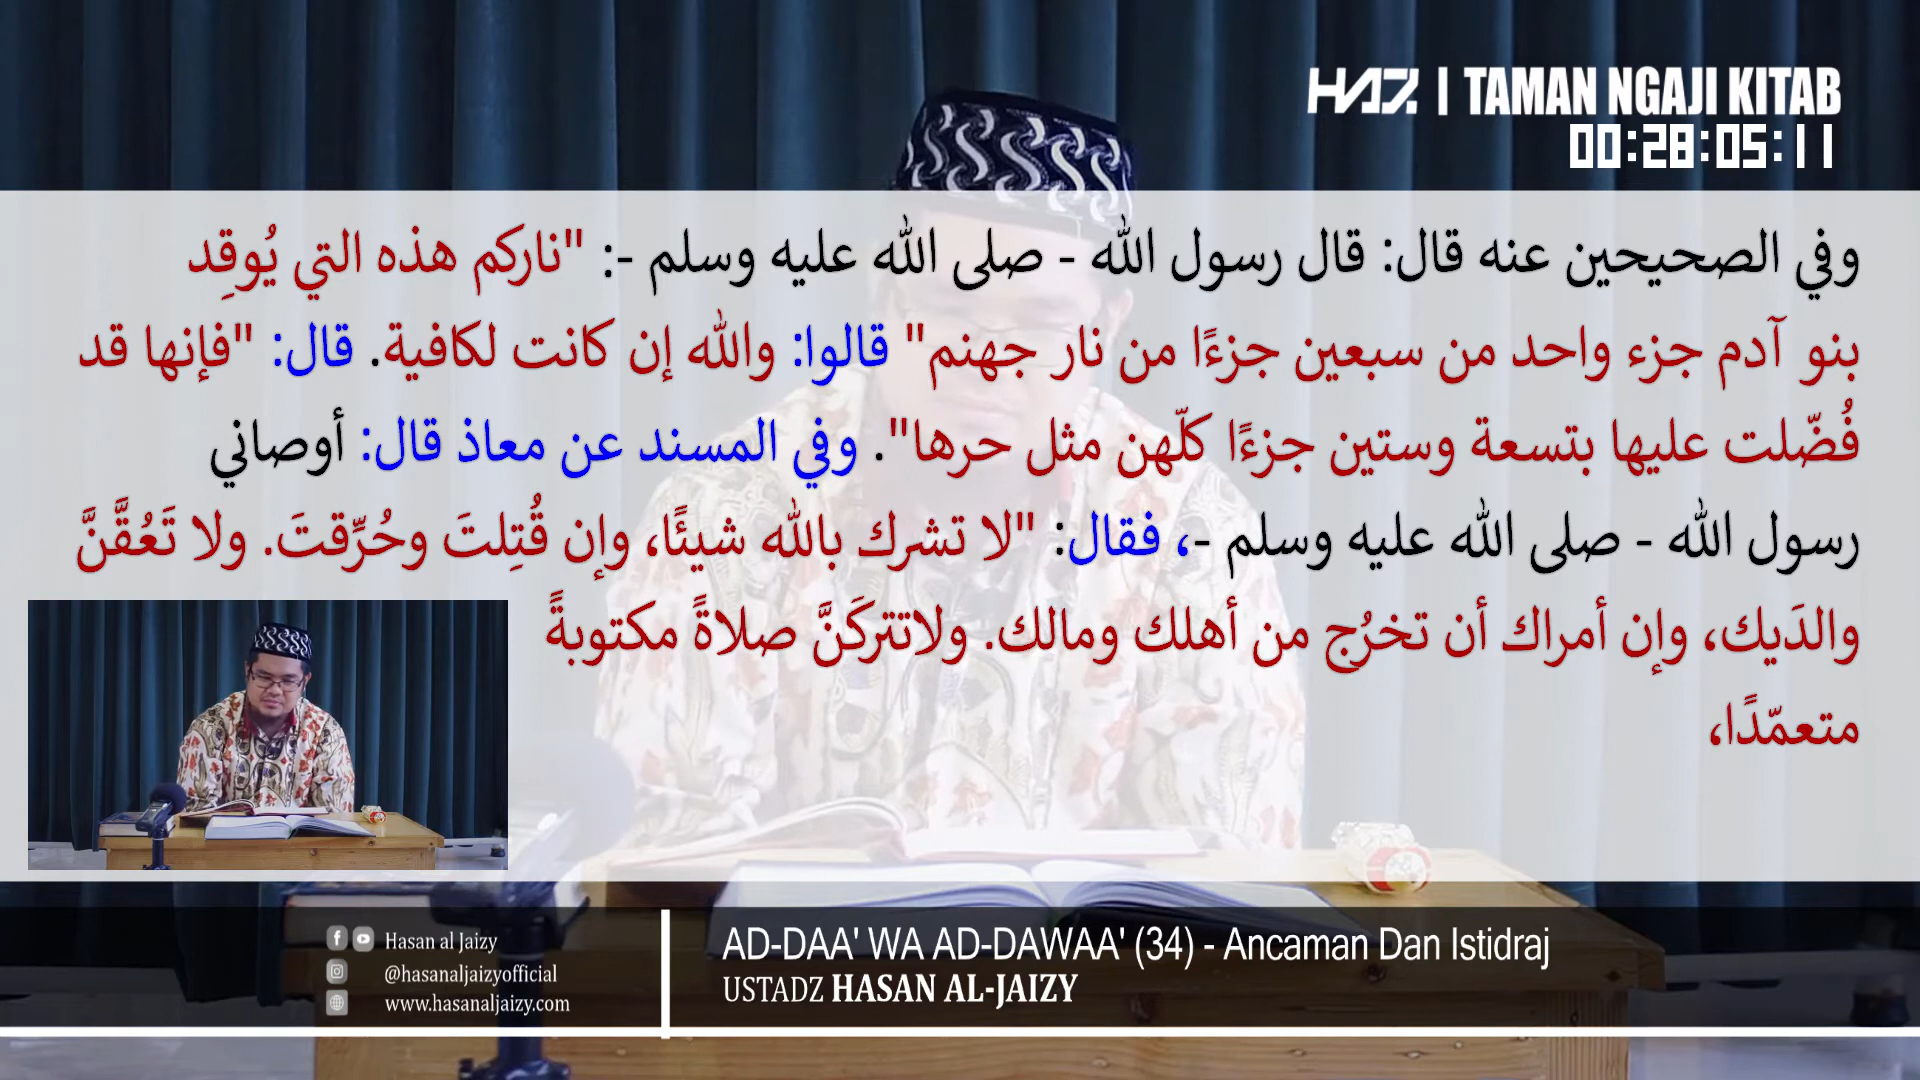 HAZ | TAMAN NGAJI KITAB
00:28:05:11
وفي الصحيحين عنه قال: قال رسول الله - صلى الله عليه وسلم -: "ناركم هذه التي يُوقِد
بنو آدم جزء واحد من سبعين جزءًا من نار جهنم" قالوا: والله إن كانت لكافية. قال: "فإنها قد
فُضّلت عليها بتسعة وستين جزءًا كلّهن مثل حرها". وفي المسند عن معاذ قال: أوصاني
رسول الله - صلى الله عليه وسلم -، فقال: "لا تشرك بالله شيئًا، وإن قُتِلتَ وحُرِّقتَ. ولا تَعُقَّنَّ
والدَيك، وإن أمراك أن تخرُج من أهلك ومالك. ولاتتركَنَّ صلاةً مكتوبةً
متعمّدًا،
Hasan al Jaizy
@hasanaljaizyofficial
www.hasanaljaizy.com
AD-DAA' WA AD-DAWAA' (34) - Ancaman Dan Istidraj
USTADZ HASAN AL-JAIZY